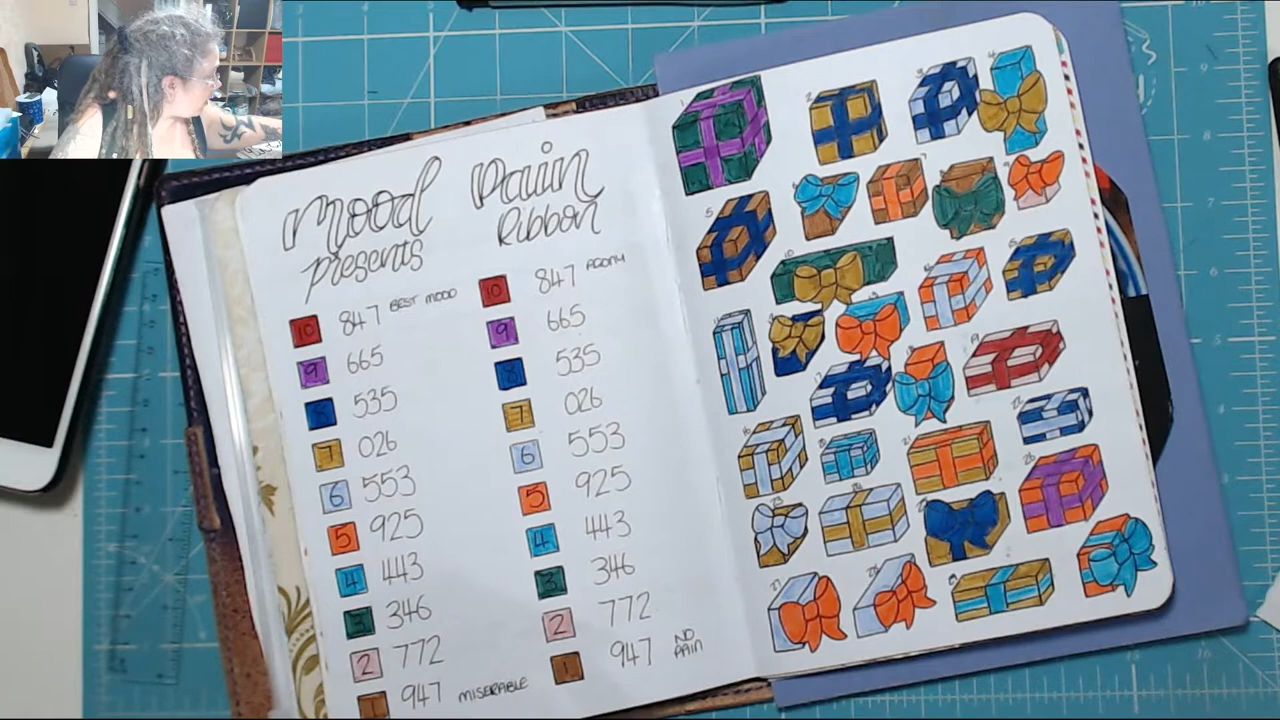 Mood
presents
10 847 BEST MOOD
9 665
8 535
7 026
6 553
5 925
4 443
3 346
2 772
1 947 MISERABLE
Pain
Ribbon
10 847 AGONY
9 665
8 535
7 026
6 553
5 925
4 443
3 346
2 772
1 947 NO
PAIN